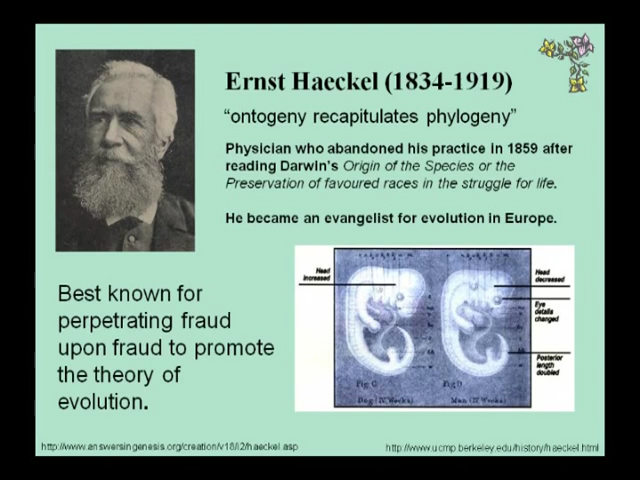 Ernst Haeckel (1834-1919)
“ontogeny recapitulates phylogeny”
Physician who abandoned his practice in 1859 after
reading Darwin's Origin of the Species or the
Preservation of favoured races in the struggle for life.
He became an evangelist for evolution in Europe.
Best known for
perpetrating fraud
upon fraud to promote
the theory of
evolution.
Head
increased
Head
decreased
Eye
details
changed
Posterior
length
doubled
Fig. C
Fig. D
Dog (IV. Weeks)
Man (IV. Weeks)
http://www.answersingenesis.org/creation/v18/i2/haeckel.asp
http://www.ucmp.berkeley.edu/history/haeckel.html